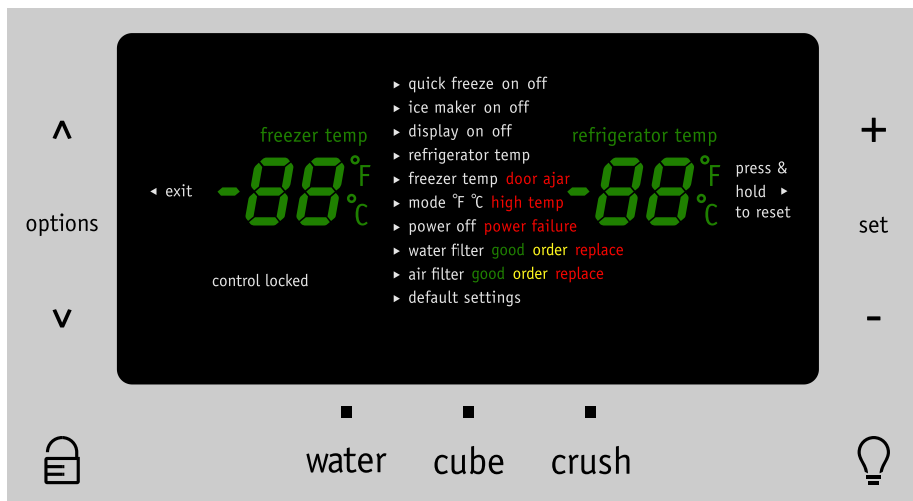 ▸ quick freeze on off
▸ ice maker on off
▸ display on off
freezer temp
refrigerator temp
▸ refrigerator temp
-88 °F °C
-88 °F °C
▸ freezer temp door ajar
▸ mode °F °C high temp
▸ power off power failure
▸ water filter good order replace
▸ air filter good order replace
▸ default settings
◂ exit
control locked
press &
hold ▸
to reset
^
options
v
+
set
-
water cube crush